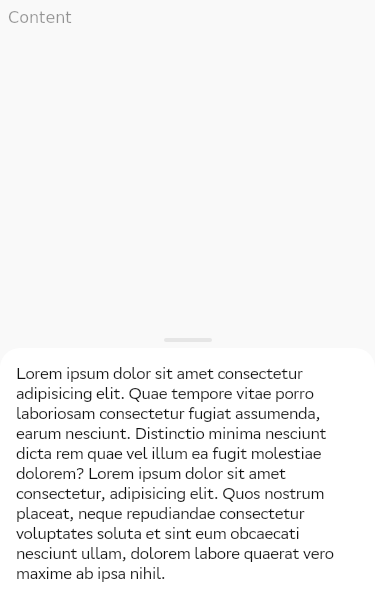 Content
Lorem ipsum dolor sit amet consectetur
adipisicing elit. Quae tempore vitae porro
laboriosam consectetur fugiat assumenda,
earum nesciunt. Distinctio minima nesciunt
dicta rem quae vel illum ea fugit molestiae
dolorem? Lorem ipsum dolor sit amet
consectetur, adipisicing elit. Quos nostrum
placeat, neque repudiandae consectetur
voluptates soluta et sint eum obcaecati
nesciunt ullam, dolorem labore quaerat vero
maxime ab ipsa nihil.